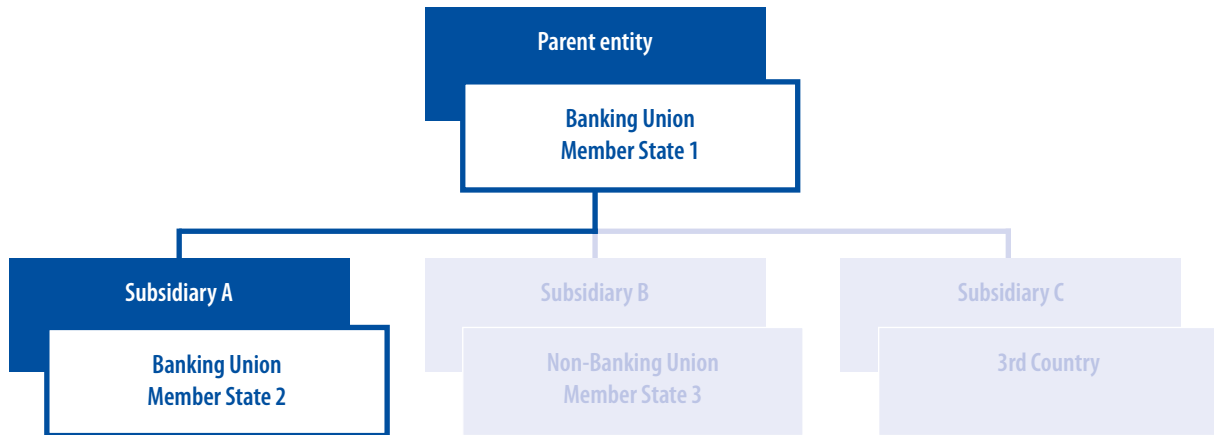 Parent entity
Banking Union
Member State 1
Subsidiary A
Subsidiary B
Subsidiary C
Banking Union
Member State 2
Non-Banking Union
Member State 3
3rd Country